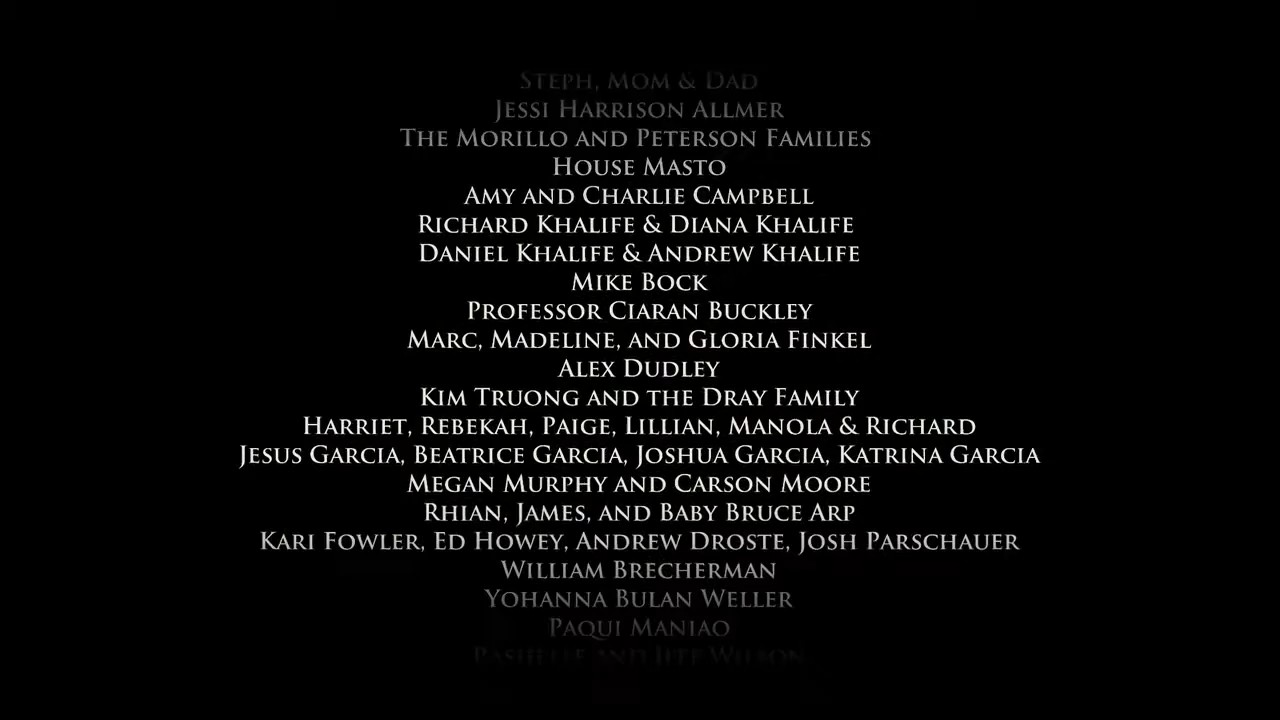 Steph, Mom & Dad
Jessi Harrison Allmer
The Morillo and Peterson Families
House Masto
Amy and Charlie Campbell
Richard Khalife & Diana Khalife
Daniel Khalife & Andrew Khalife
Mike Bock
Professor Ciaran Buckley
Marc, Madeline, and Gloria Finkel
Alex Dudley
Kim Truong and the Dray Family
Harriet, Rebekah, Paige, Lillian, Manola & Richard
Jesus Garcia, Beatrice Garcia, Joshua Garcia, Katrina Garcia
Megan Murphy and Carson Moore
Rhian, James, and Baby Bruce Arp
Kari Fowler, Ed Howey, Andrew Droste, Josh Parschauer
William Brecherman
Yohanna Bulan Weller
Paqui Maniao
and Jeff Wilson